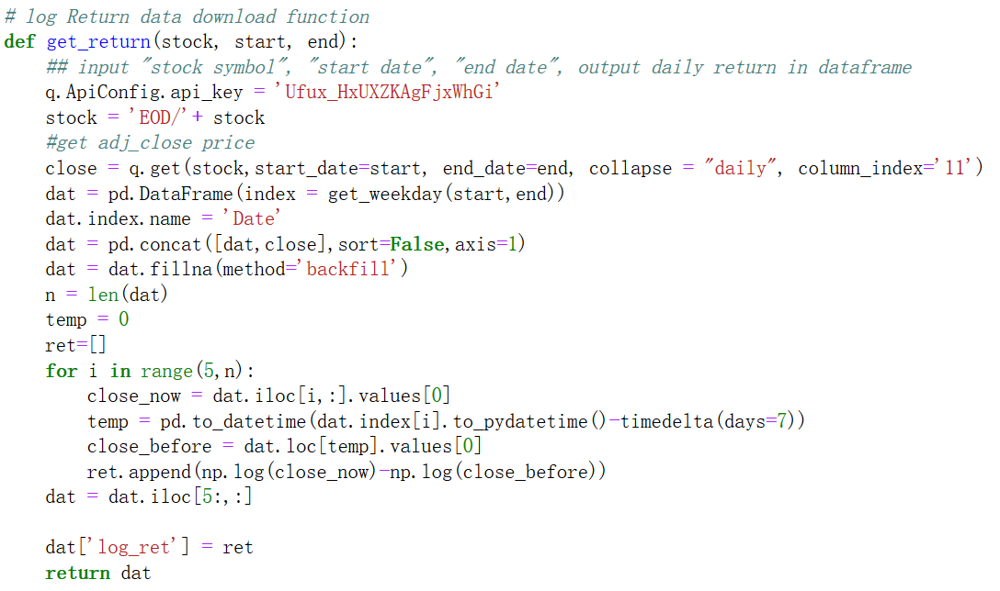 # log Return data download function
def get_return(stock, start, end):
    ## input "stock symbol", "start date", "end date", output daily return in dataframe
    q.ApiConfig.api_key = 'Ufux_HxUXZKAgFjxWhGi'
    stock = 'EOD/'+ stock
    #get adj_close price
    close = q.get(stock,start_date=start, end_date=end, collapse = "daily", column_index='11')
    dat = pd.DataFrame(index = get_weekday(start,end))
    dat.index.name = 'Date'
    dat = pd.concat([dat,close],sort=False,axis=1)
    dat = dat.fillna(method='backfill')
    n = len(dat)
    temp = 0
    ret=[]
    for i in range(5,n):
        close_now = dat.iloc[i,:].values[0]
        temp = pd.to_datetime(dat.index[i].to_pydatetime()-timedelta(days=7))
        close_before = dat.loc[temp].values[0]
        ret.append(np.log(close_now)-np.log(close_before))
    dat = dat.iloc[5:,:]

    dat['log_ret'] = ret
    return dat